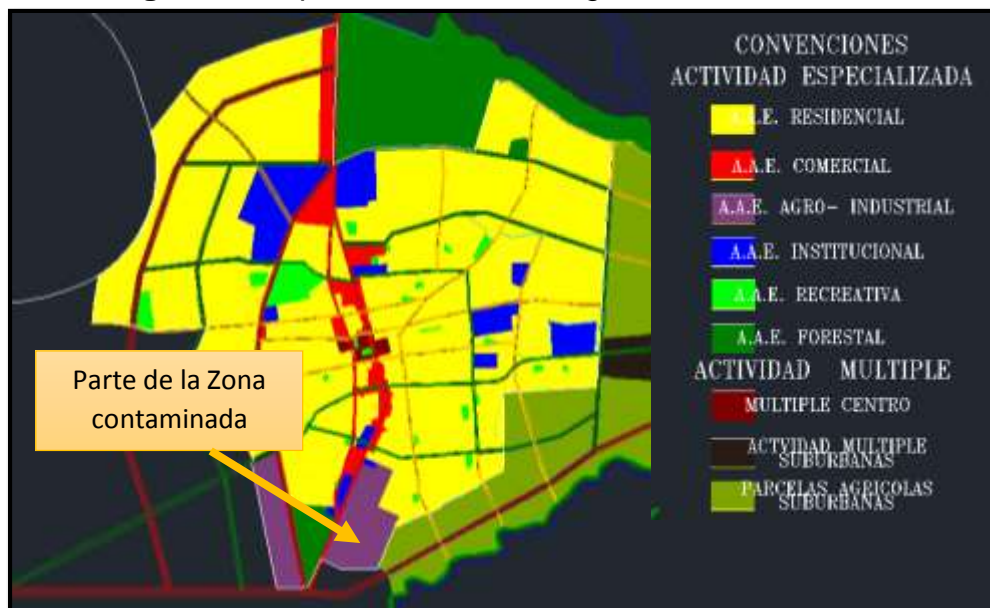 CONVENCIONES
ACTIVIDAD ESPECIALIZADA
A.A.E. RESIDENCIAL
A.A.E. COMERCIAL
A.A.E. AGRO- INDUSTRIAL
A.A.E. INSTITUCIONAL
A.A.E. RECREATIVA
A.A.E. FORESTAL
ACTIVIDAD MULTIPLE
MULTIPLE CENTRO
ACTVIDAD MULTIPLE
SUBURBANAS
PARCELAS AGRICOLAS
SUBURBANAS
Parte de la Zona
contaminada